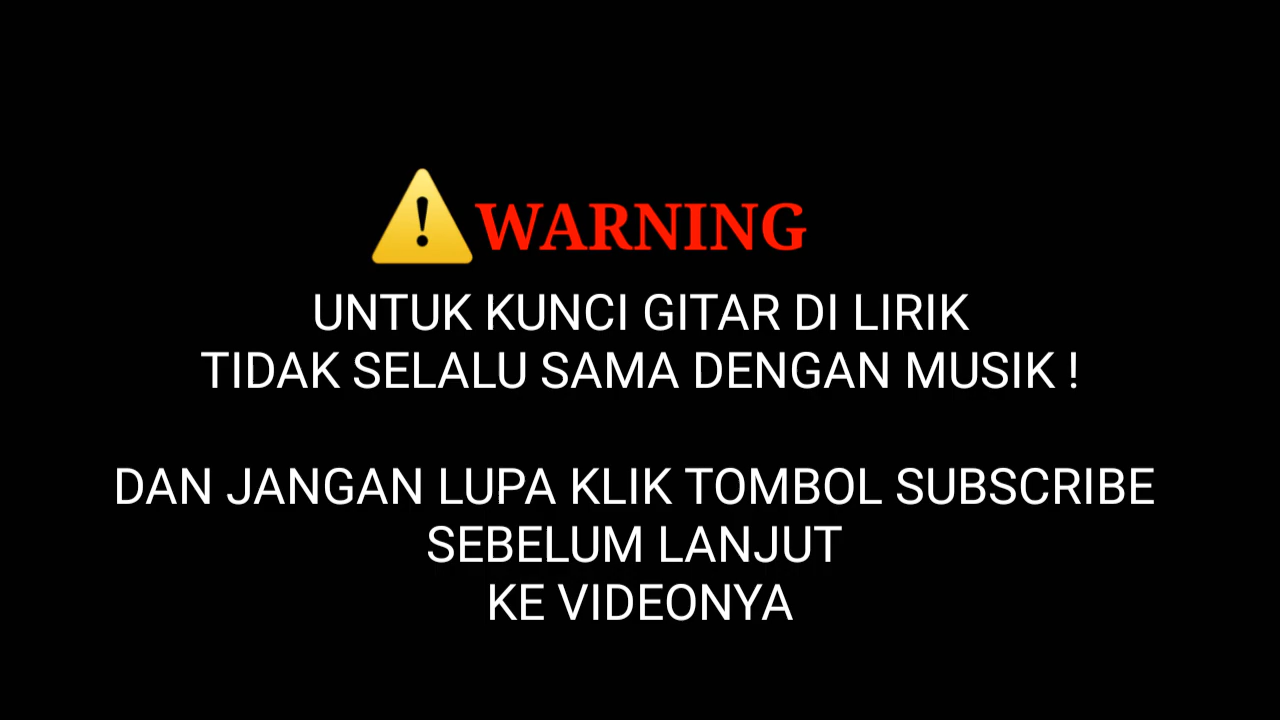 ⚠WARNING
UNTUK KUNCI GITAR DI LIRIK
TIDAK SELALU SAMA DENGAN MUSIK !
DAN JANGAN LUPA KLIK TOMBOL SUBSCRIBE
SEBELUM LANJUT
KE VIDEONYA